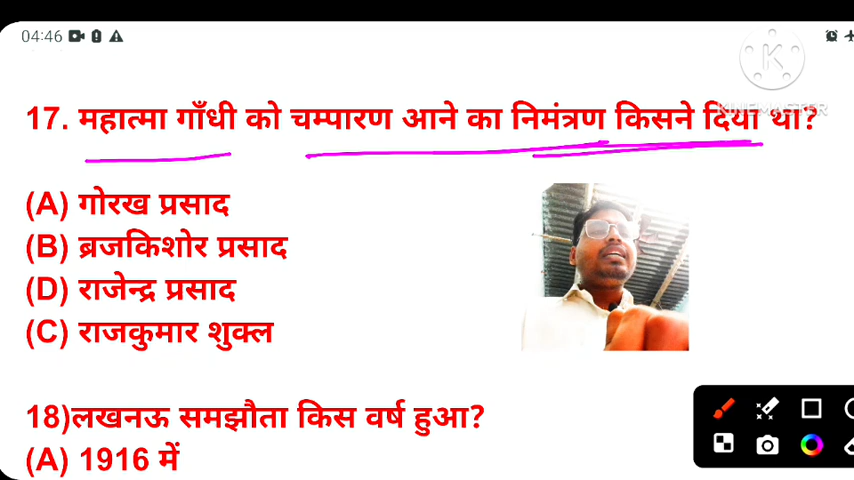 04:46
KINEMASTER
17. महात्मा गाँधी को चम्पारण आने का निमंत्रण किसने दिया था?
(A) गोरख प्रसाद
(B) ब्रजकिशोर प्रसाद
(D) राजेन्द्र प्रसाद
(C) राजकुमार शुक्ल
18)लखनऊ समझौता किस वर्ष हुआ?
(A) 1916 में